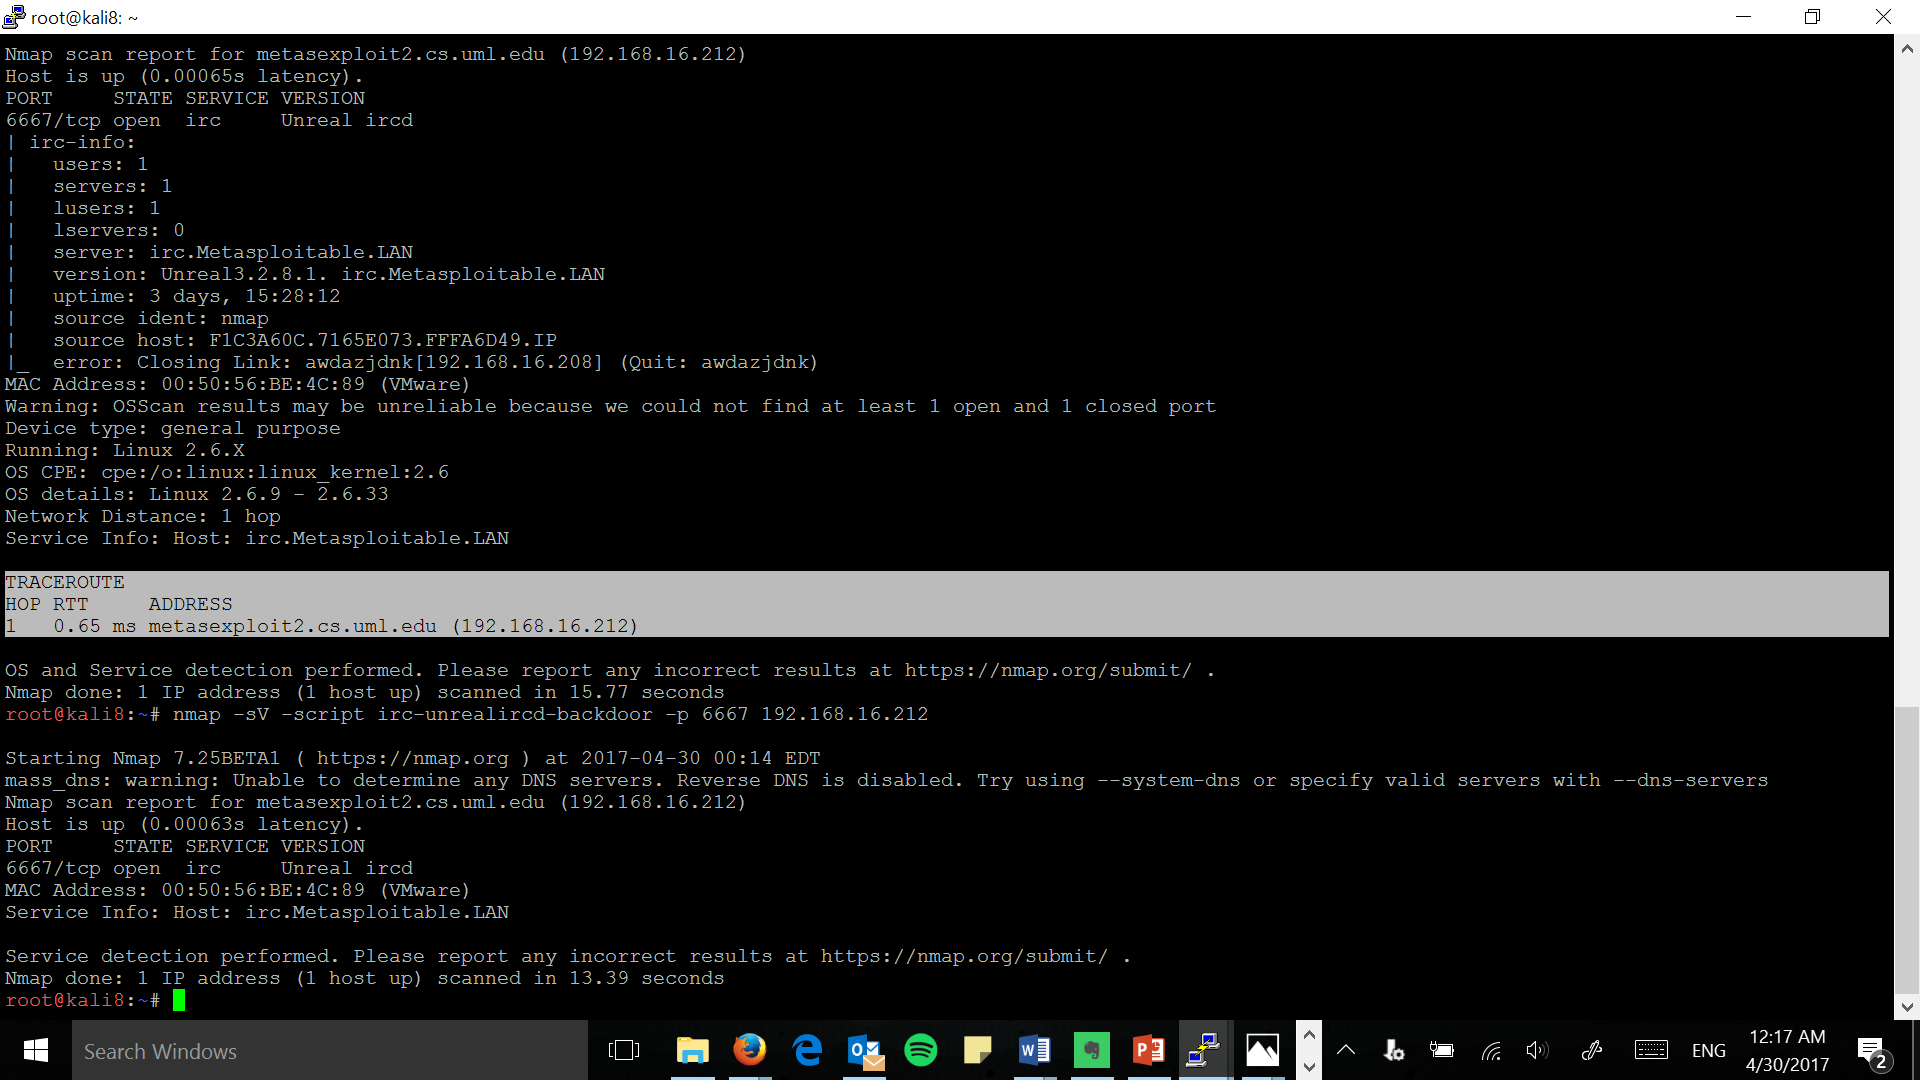 root@kali8: ~
Nmap scan report for metasexploit2.cs.uml.edu (192.168.16.212)
Host is up (0.00065s latency).
PORT     STATE SERVICE VERSION
6667/tcp open  irc     Unreal ircd
| irc-info:
|   users: 1
|   servers: 1
|   lusers: 1
|   lservers: 0
|   server: irc.Metasploitable.LAN
|   version: Unreal3.2.8.1. irc.Metasploitable.LAN
|   uptime: 3 days, 15:28:12
|   source ident: nmap
|   source host: F1C3A60C.7165E073.FFFA6D49.IP
|_  error: Closing Link: awdazjdnk[192.168.16.208] (Quit: awdazjdnk)
MAC Address: 00:50:56:BE:4C:89 (VMware)
Warning: OSScan results may be unreliable because we could not find at least 1 open and 1 closed port
Device type: general purpose
Running: Linux 2.6.X
OS CPE: cpe:/o:linux:linux_kernel:2.6
OS details: Linux 2.6.9 - 2.6.33
Network Distance: 1 hop
Service Info: Host: irc.Metasploitable.LAN
TRACEROUTE
HOP RTT     ADDRESS
1   0.65 ms metasexploit2.cs.uml.edu (192.168.16.212)
OS and Service detection performed. Please report any incorrect results at https://nmap.org/submit/ .
Nmap done: 1 IP address (1 host up) scanned in 15.77 seconds
root@kali8:~# nmap -sV -script irc-unrealircd-backdoor -p 6667 192.168.16.212
Starting Nmap 7.25BETA1 ( https://nmap.org ) at 2017-04-30 00:14 EDT
mass_dns: warning: Unable to determine any DNS servers. Reverse DNS is disabled. Try using --system-dns or specify valid servers with --dns-servers
Nmap scan report for metasexploit2.cs.uml.edu (192.168.16.212)
Host is up (0.00063s latency).
PORT     STATE SERVICE VERSION
6667/tcp open  irc     Unreal ircd
MAC Address: 00:50:56:BE:4C:89 (VMware)
Service Info: Host: irc.Metasploitable.LAN
Service detection performed. Please report any incorrect results at https://nmap.org/submit/ .
Nmap done: 1 IP address (1 host up) scanned in 13.39 seconds
root@kali8:~#
Search Windows
ENG
12:17 AM
4/30/2017
2